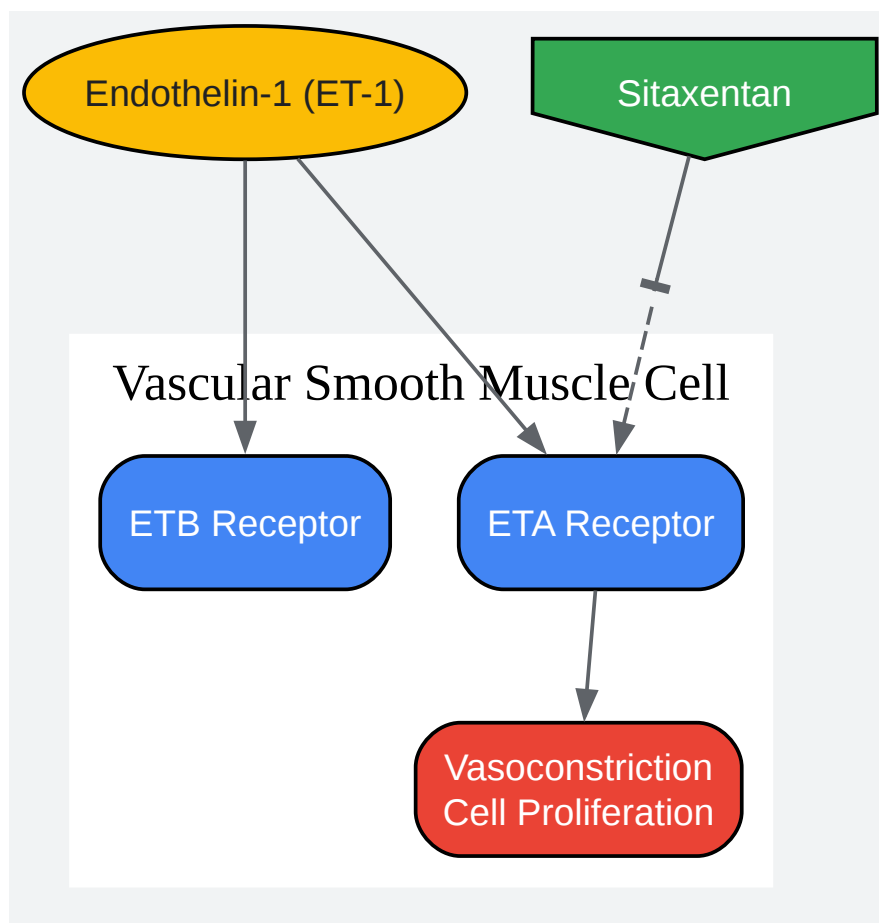 Endothelin-1 (ET-1)
Sitaxentan
Vascular Smooth Muscle Cell
ETB Receptor
ETA Receptor
Vasoconstriction
Cell Proliferation